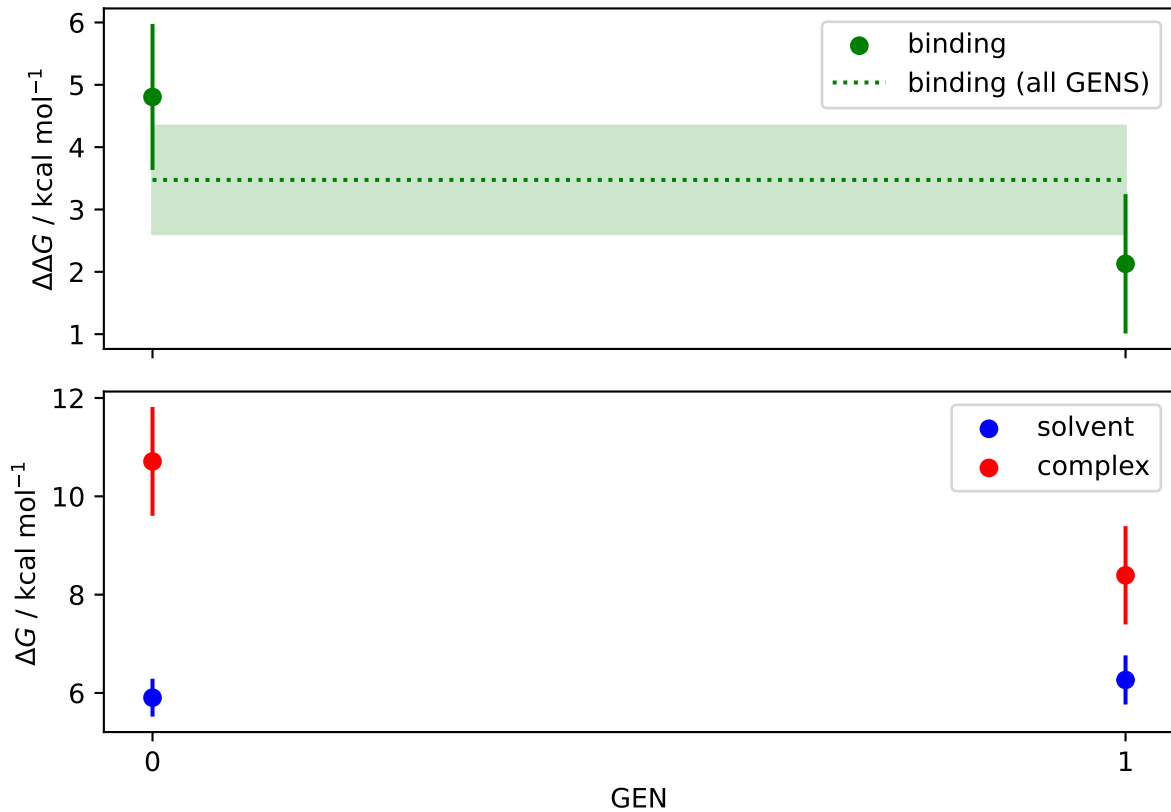 6
5
4
3
2
1
ΔΔG / kcal mol⁻¹
binding
binding (all GENS)
12
10
8
6
ΔG / kcal mol⁻¹
solvent
complex
0
1
GEN